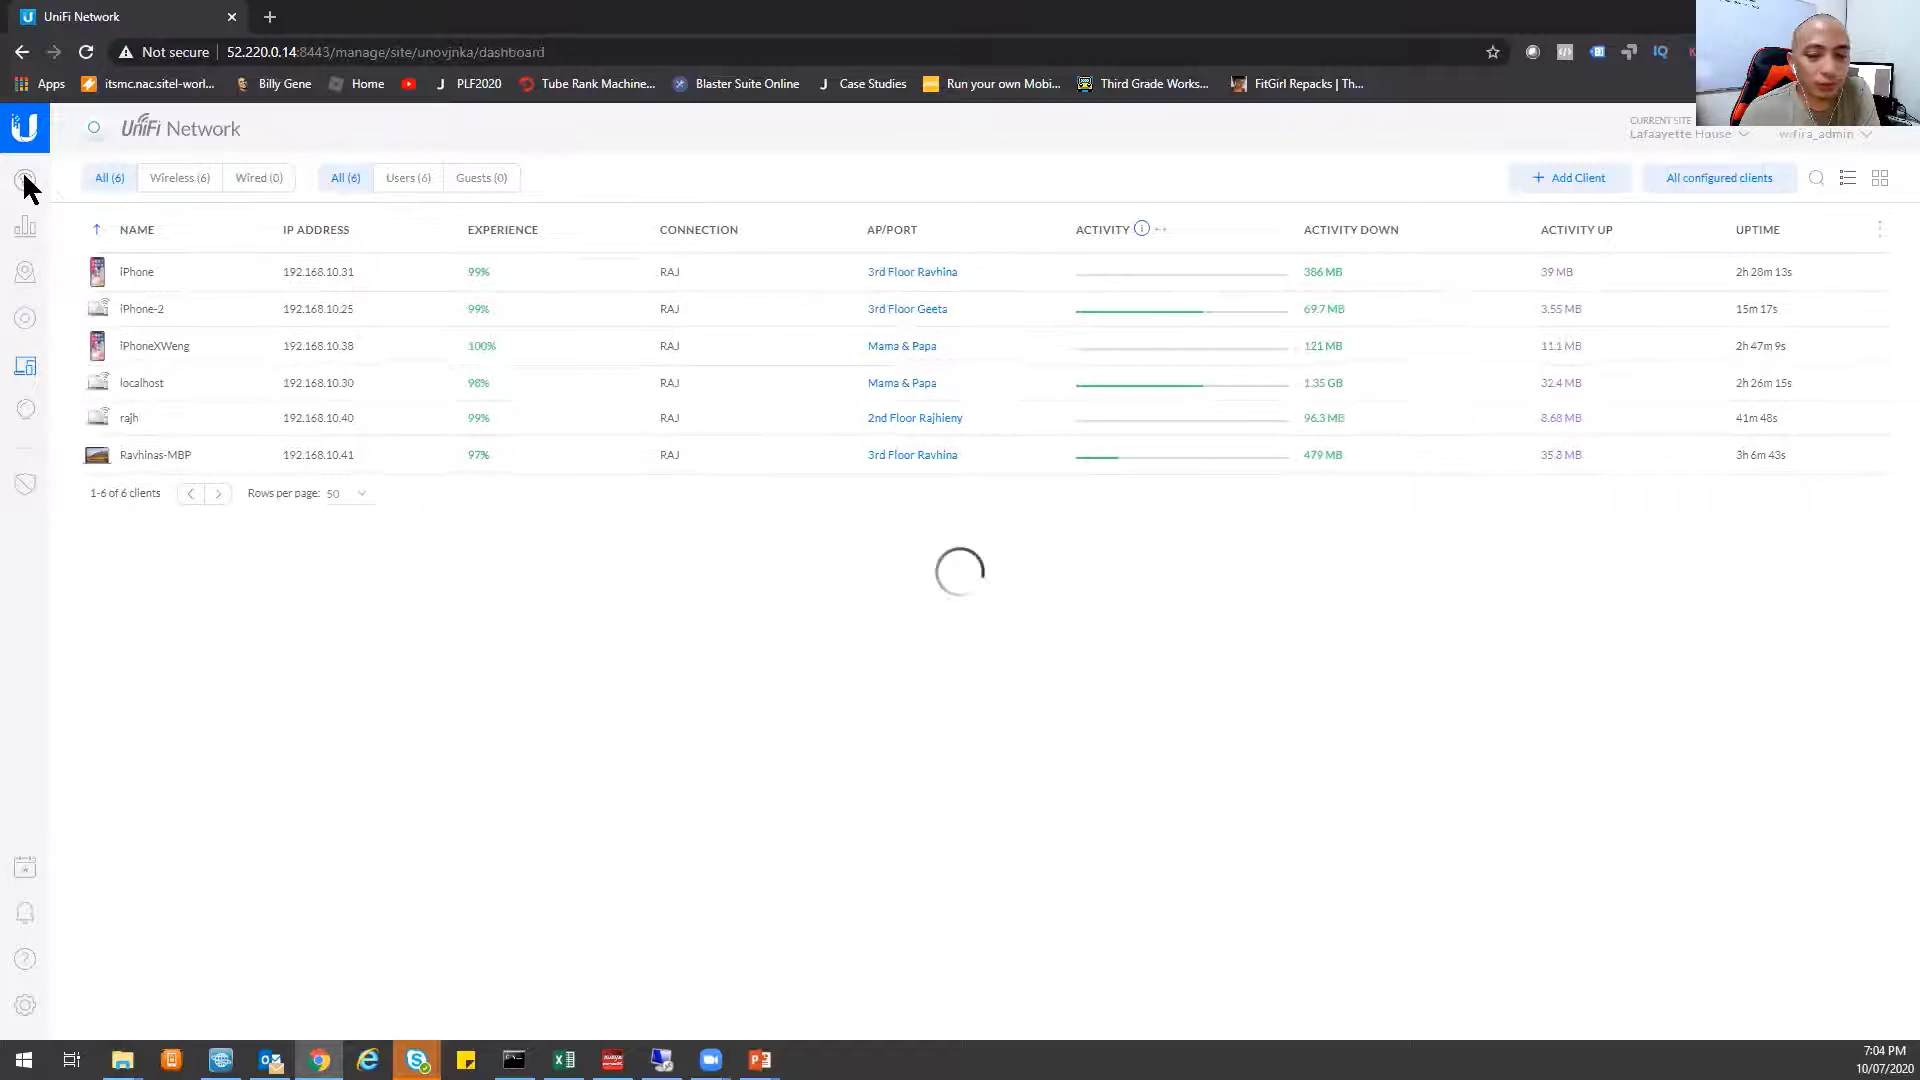 UniFi Network
Not secure 52.220.0.14:8443/manage/site/unovjnka/dashboard
Apps itsmc.nac.sitel-worl... Billy Gene Home PLF2020 Tube Rank Machine... Blaster Suite Online Case Studies Run your own Mobi... Third Grade Works... FitGirl Repacks | Th...
UniFi Network
CURRENT SITE
Lafaayette House wifira_admin
All (6) Wireless (6) Wired (0) All (6) Users (6) Guests (0) + Add Client All configured clients
NAME IP ADDRESS EXPERIENCE CONNECTION AP/PORT ACTIVITY ACTIVITY DOWN ACTIVITY UP UPTIME
iPhone 192.168.10.31 99% RAJ 3rd Floor Ravhina 386 MB 39 MB 2h 28m 13s
iPhone-2 192.168.10.25 99% RAJ 3rd Floor Geeta 69.7 MB 3.55 MB 15m 17s
iPhoneXWeng 192.168.10.38 100% RAJ Mama & Papa 121 MB 11.1 MB 2h 47m 9s
localhost 192.168.10.30 98% RAJ Mama & Papa 1.35 GB 32.4 MB 2h 26m 15s
rajh 192.168.10.40 99% RAJ 2nd Floor Rajhieny 96.3 MB 8.68 MB 41m 48s
Ravhinas-MBP 192.168.10.41 97% RAJ 3rd Floor Ravhina 479 MB 35.8 MB 3h 6m 43s
1-6 of 6 clients Rows per page: 50
7:04 PM
10/07/2020